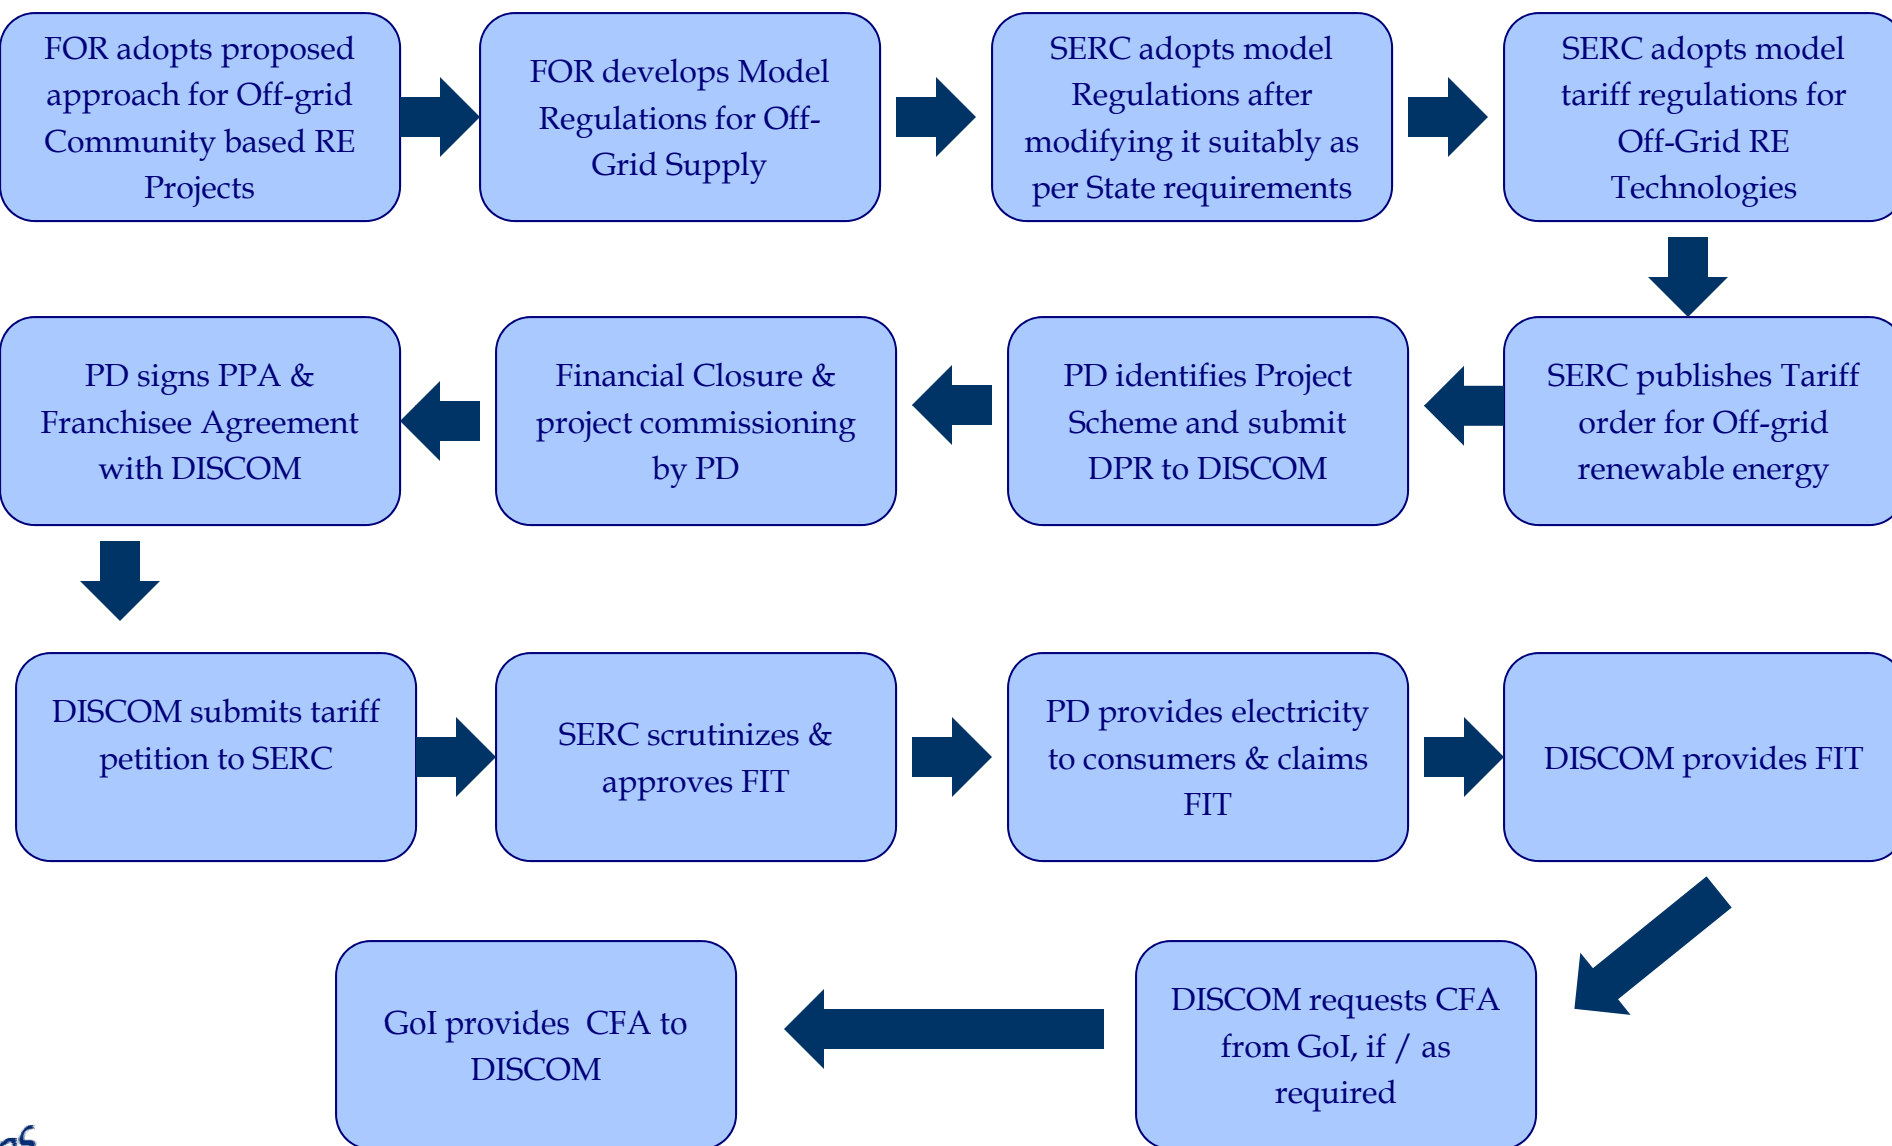 FOR adopts proposed
approach for Off-grid
Community based RE
Projects
FOR develops Model
Regulations for Off-
Grid Supply
SERC adopts model
Regulations after
modifying it suitably as
per State requirements
SERC adopts model
tariff regulations for
Off-Grid RE
Technologies
SERC publishes Tariff
order for Off-grid
renewable energy
PD identifies Project
Scheme and submit
DPR to DISCOM
Financial Closure &
project commissioning
by PD
PD signs PPA &
Franchisee Agreement
with DISCOM
DISCOM submits tariff
petition to SERC
SERC scrutinizes &
approves FIT
PD provides electricity
to consumers & claims
FIT
DISCOM provides FIT
DISCOM requests CFA
from GoI, if / as
required
GoI provides CFA to
DISCOM